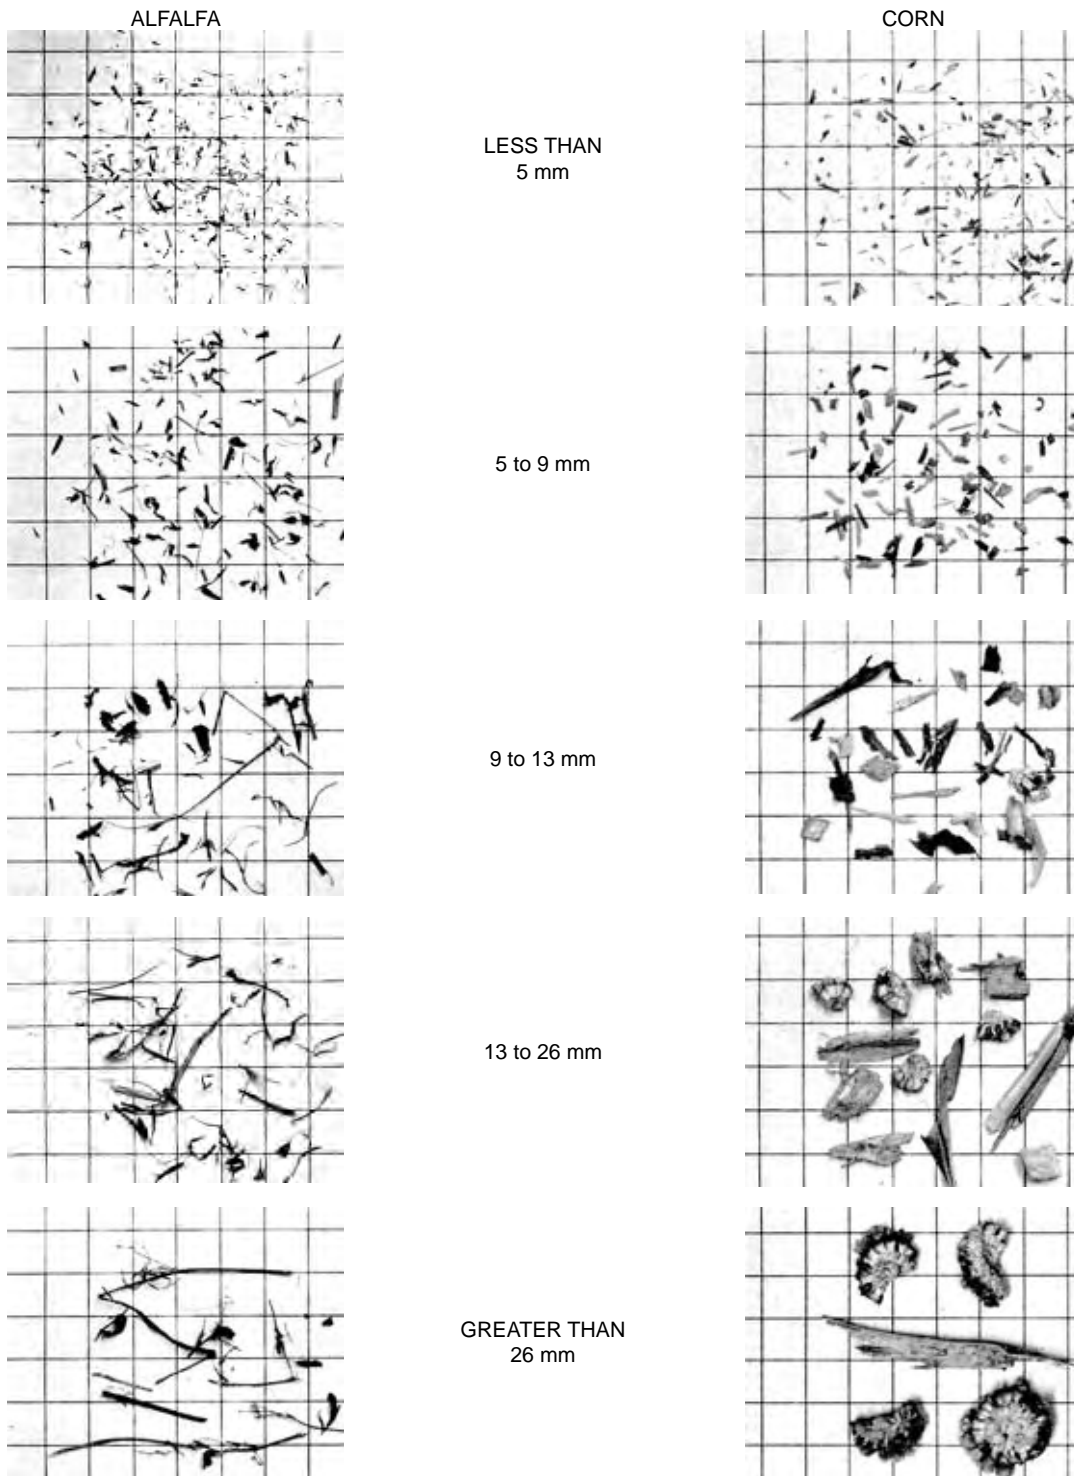 ALFALFA
CORN
LESS THAN
5 mm
5 to 9 mm
9 to 13 mm
13 to 26 mm
GREATER THAN
26 mm